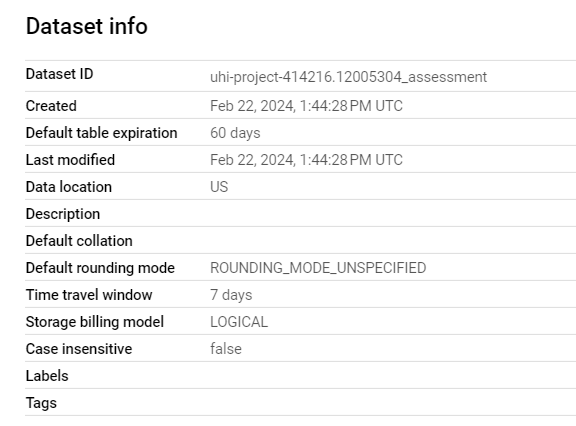 Dataset info
Dataset ID uhi-project-414216.12005304_assessment
Created Feb 22, 2024, 1:44:28 PM UTC
Default table expiration 60 days
Last modified Feb 22, 2024, 1:44:28 PM UTC
Data location US
Description
Default collation
Default rounding mode ROUNDING_MODE_UNSPECIFIED
Time travel window 7 days
Storage billing model LOGICAL
Case insensitive false
Labels
Tags